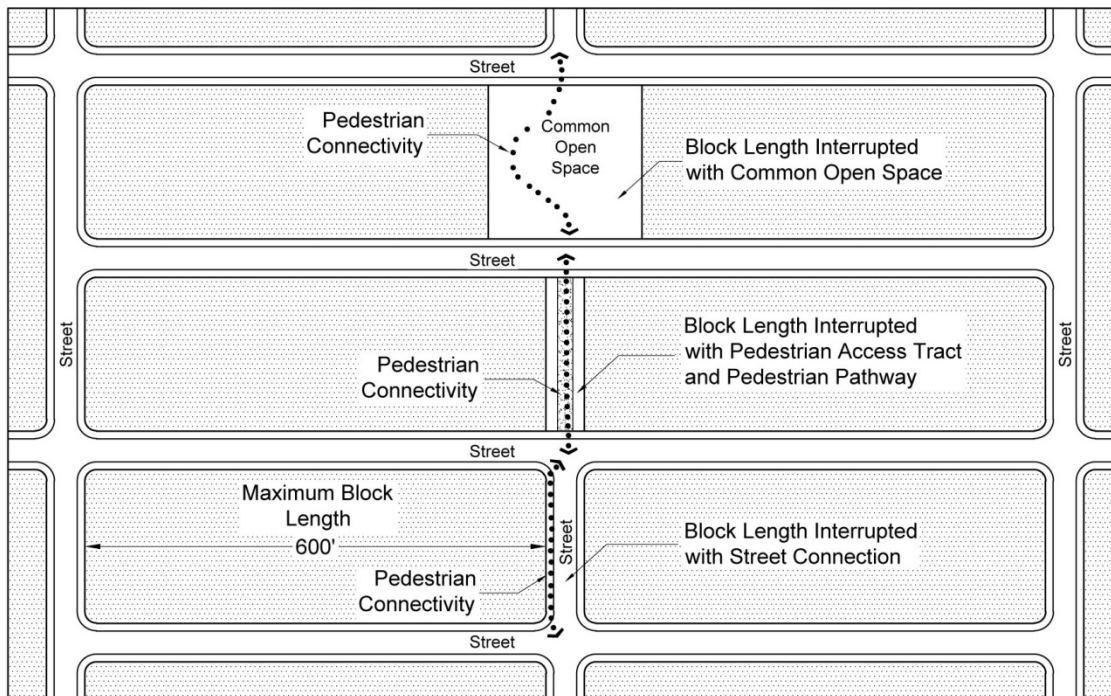 Street
Pedestrian
Connectivity
Common
Open
Space
Block Length Interrupted
with Common Open Space
Street
Street
Pedestrian
Connectivity
Block Length Interrupted
with Pedestrian Access Tract
and Pedestrian Pathway
Street
Street
Maximum Block
Length
600'
Pedestrian
Connectivity
Street
Block Length Interrupted
with Street Connection
Street